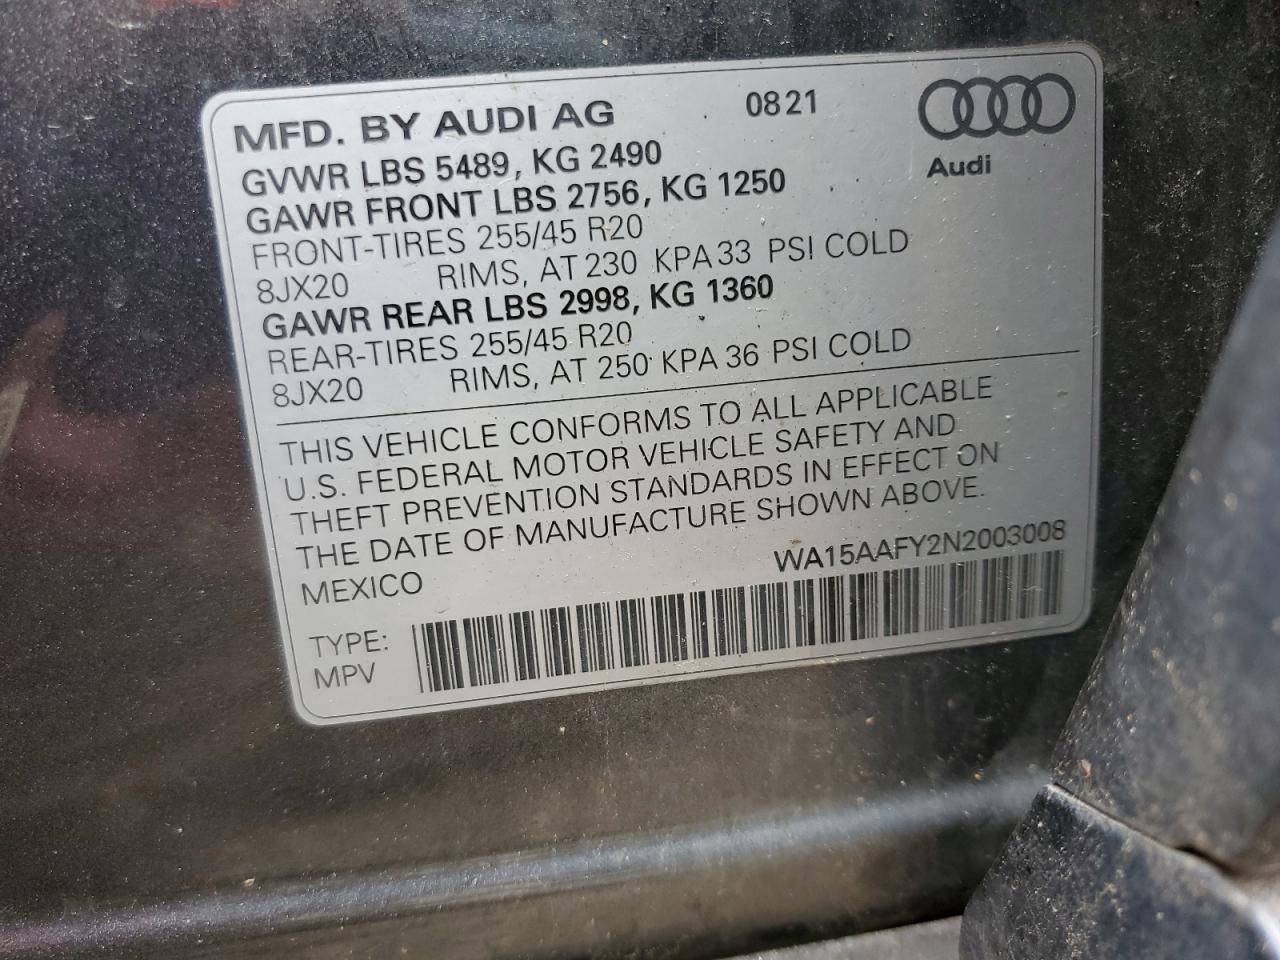 MFD. BY AUDI AG 0821
Audi
GVWR LBS 5489, KG 2490
GAWR FRONT LBS 2756, KG 1250
FRONT-TIRES 255/45 R20
8JX20 RIMS, AT 230 KPA 33 PSI COLD
GAWR REAR LBS 2998, KG 1360
REAR-TIRES 255/45 R20
8JX20 RIMS, AT 250 KPA 36 PSI COLD
THIS VEHICLE CONFORMS TO ALL APPLICABLE
U.S. FEDERAL MOTOR VEHICLE SAFETY AND
THEFT PREVENTION STANDARDS IN EFFECT ON
THE DATE OF MANUFACTURE SHOWN ABOVE.
MEXICO WA15AAFY2N2003008
TYPE:
MPV